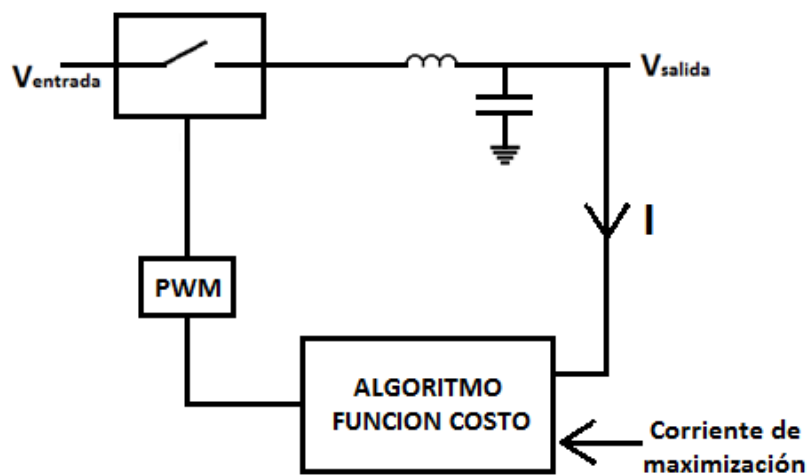 Ventrada
Vsalida
I
PWM
ALGORITMO
FUNCION COSTO
Corriente de
maximización